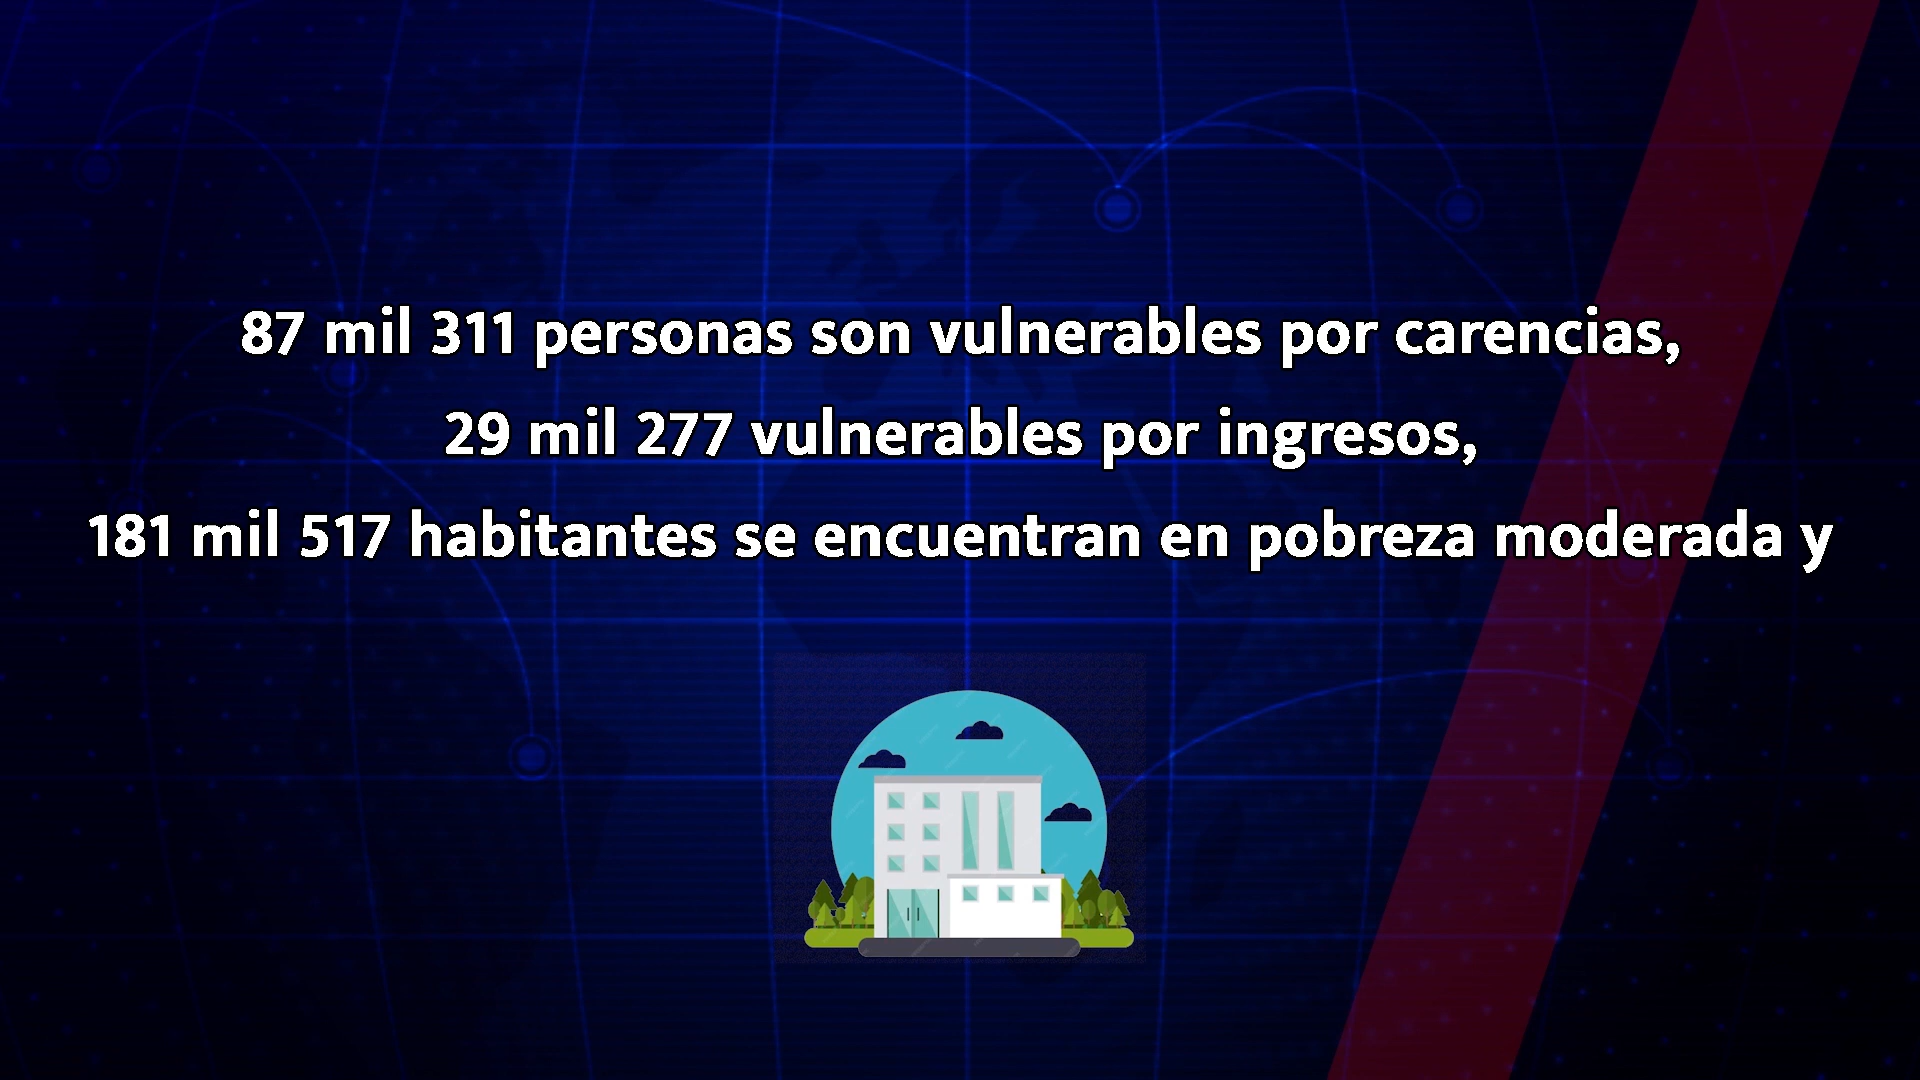 87 mil 311 personas son vulnerables por carencias,
29 mil 277 vulnerables por ingresos,
181 mil 517 habitantes se encuentran en pobreza moderada y